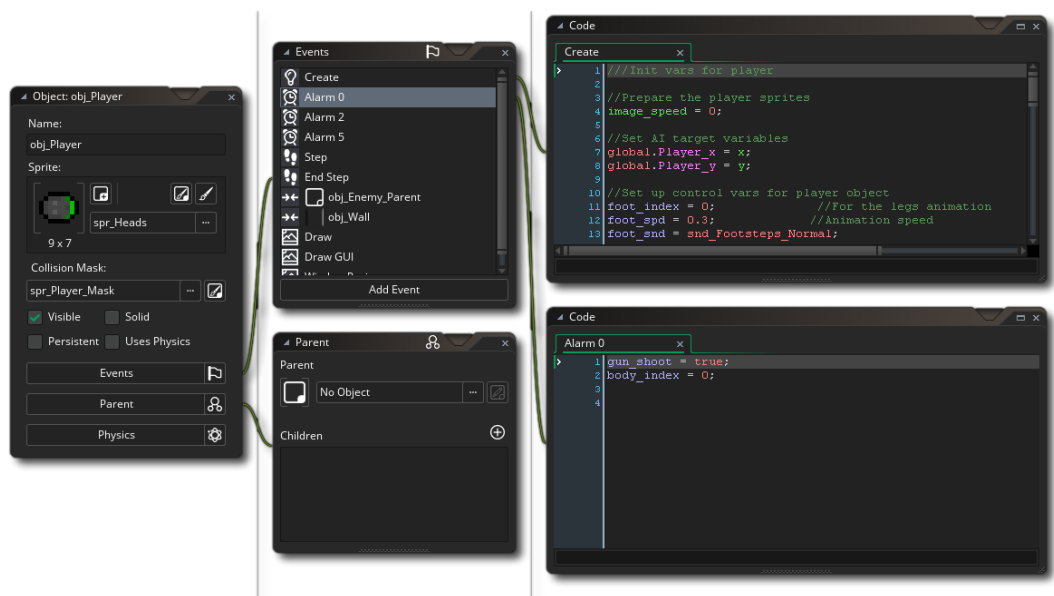 Object: obj_Player
Name:
obj_Player
Sprite:
spr_Heads
9 x 7
Collision Mask:
spr_Player_Mask
Visible
Solid
Persistent
Uses Physics
Events
Parent
Physics
Events
Create
Alarm 0
Alarm 2
Alarm 5
Step
End Step
obj_Enemy_Parent
obj_Wall
Draw
Draw GUI
Add Event
Parent
Parent
No Object
Children
Code
Create
1 ///Init vars for player
2
3 //Prepare the player sprites
4 image_speed = 0;
5
6 //Set AI target variables
7 global.Player_x = x;
8 global.Player_y = y;
9
10 //Set up control vars for player object
11 foot_index = 0; //For the legs animation
12 foot_spd = 0.3; //Animation speed
13 foot_snd = snd_Footsteps_Normal;
Code
Alarm 0
1 gun_shoot = true;
2 body_index = 0;
3
4